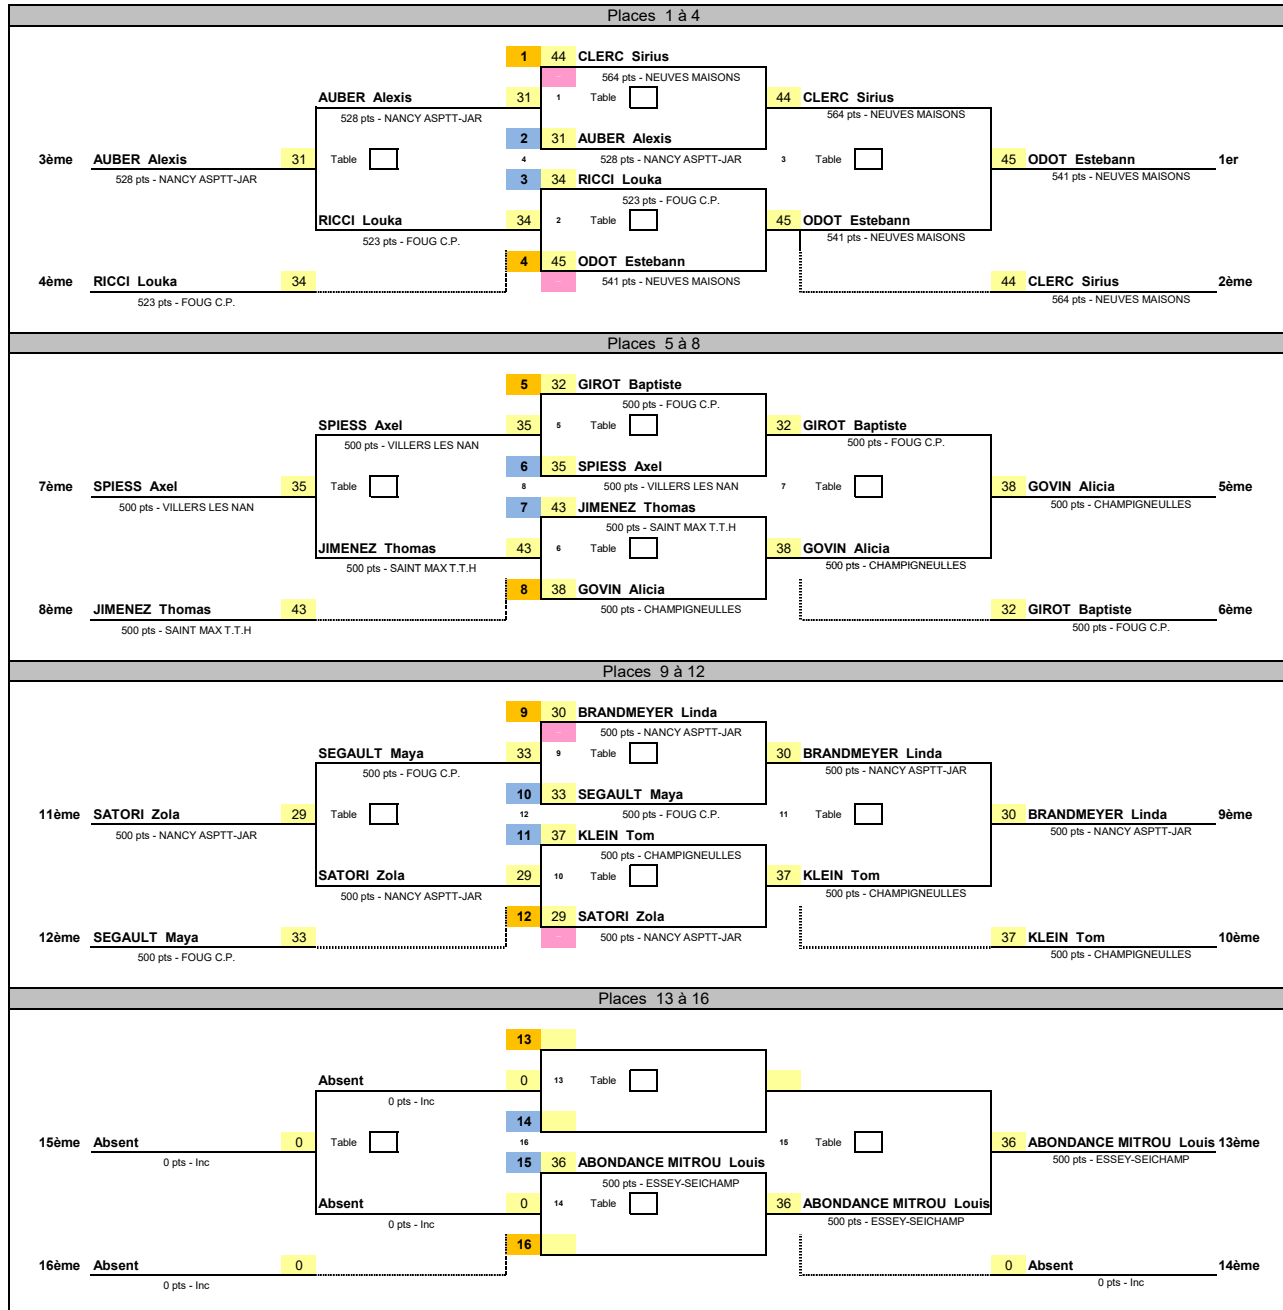 Places 1 à 4
1 44 CLERC Sirius
564 pts - NEUVES MAISONS
AUBER Alexis 31 1 Table 44 CLERC Sirius
528 pts - NANCY ASPTT-JAR 564 pts - NEUVES MAISONS
2 31 AUBER Alexis
3ème AUBER Alexis 31 Table 4 528 pts - NANCY ASPTT-JAR 3 Table 45 ODOT Estebann 1er
528 pts - NANCY ASPTT-JAR 3 34 RICCI Louka 541 pts - NEUVES MAISONS
523 pts - FOUG C.P.
RICCI Louka 34 2 Table 45 ODOT Estebann
523 pts - FOUG C.P. 541 pts - NEUVES MAISONS
4 45 ODOT Estebann
4ème RICCI Louka 34 541 pts - NEUVES MAISONS 44 CLERC Sirius 2ème
523 pts - FOUG C.P. 564 pts - NEUVES MAISONS
Places 5 à 8
5 32 GIROT Baptiste
500 pts - FOUG C.P.
SPIESS Axel 35 5 Table 32 GIROT Baptiste
500 pts - VILLERS LES NAN 500 pts - FOUG C.P.
6 35 SPIESS Axel
7ème SPIESS Axel 35 Table 8 500 pts - VILLERS LES NAN 7 Table 38 GOVIN Alicia 5ème
500 pts - VILLERS LES NAN 7 43 JIMENEZ Thomas 500 pts - CHAMPIGNEULLES
500 pts - SAINT MAX T.T.H
JIMENEZ Thomas 43 6 Table 38 GOVIN Alicia
500 pts - SAINT MAX T.T.H 500 pts - CHAMPIGNEULLES
8 38 GOVIN Alicia
8ème JIMENEZ Thomas 43 500 pts - CHAMPIGNEULLES 32 GIROT Baptiste 6ème
500 pts - SAINT MAX T.T.H 500 pts - FOUG C.P.
Places 9 à 12
9 30 BRANDMEYER Linda
500 pts - NANCY ASPTT-JAR
SEGAULT Maya 33 9 Table 30 BRANDMEYER Linda
500 pts - FOUG C.P. 500 pts - NANCY ASPTT-JAR
10 33 SEGAULT Maya
11ème SATORI Zola 29 Table 12 500 pts - FOUG C.P. 11 Table 30 BRANDMEYER Linda 9ème
500 pts - NANCY ASPTT-JAR 11 37 KLEIN Tom 500 pts - NANCY ASPTT-JAR
500 pts - CHAMPIGNEULLES
SATORI Zola 29 10 Table 37 KLEIN Tom
500 pts - NANCY ASPTT-JAR 500 pts - CHAMPIGNEULLES
12 29 SATORI Zola
12ème SEGAULT Maya 33 500 pts - NANCY ASPTT-JAR 37 KLEIN Tom 10ème
500 pts - FOUG C.P. 500 pts - CHAMPIGNEULLES
Places 13 à 16
13
Absent 0 13 Table
0 pts - Inc
14
15ème Absent 0 Table 16 15 Table 36 ABONDANCE MITROU Louis 13ème
0 pts - Inc 15 36 ABONDANCE MITROU Louis 500 pts - ESSEY-SEICHAMP
500 pts - ESSEY-SEICHAMP
Absent 0 14 Table 36 ABONDANCE MITROU Louis
0 pts - Inc 500 pts - ESSEY-SEICHAMP
16
16ème Absent 0 0 Absent 14ème
0 pts - Inc 0 pts - Inc